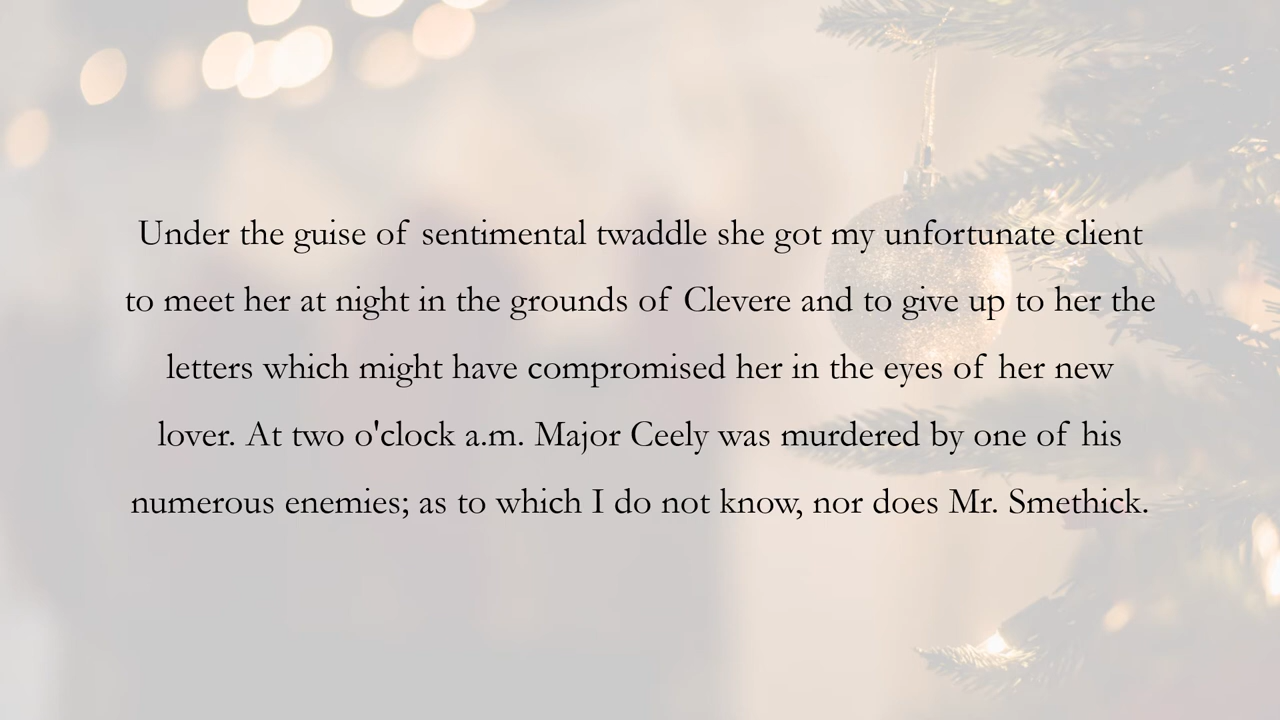 Under the guise of sentimental twaddle she got my unfortunate client
to meet her at night in the grounds of Clevere and to give up to her the
letters which might have compromised her in the eyes of her new
lover. At two o'clock a.m. Major Ceely was murdered by one of his
numerous enemies; as to which I do not know, nor does Mr. Smethick.